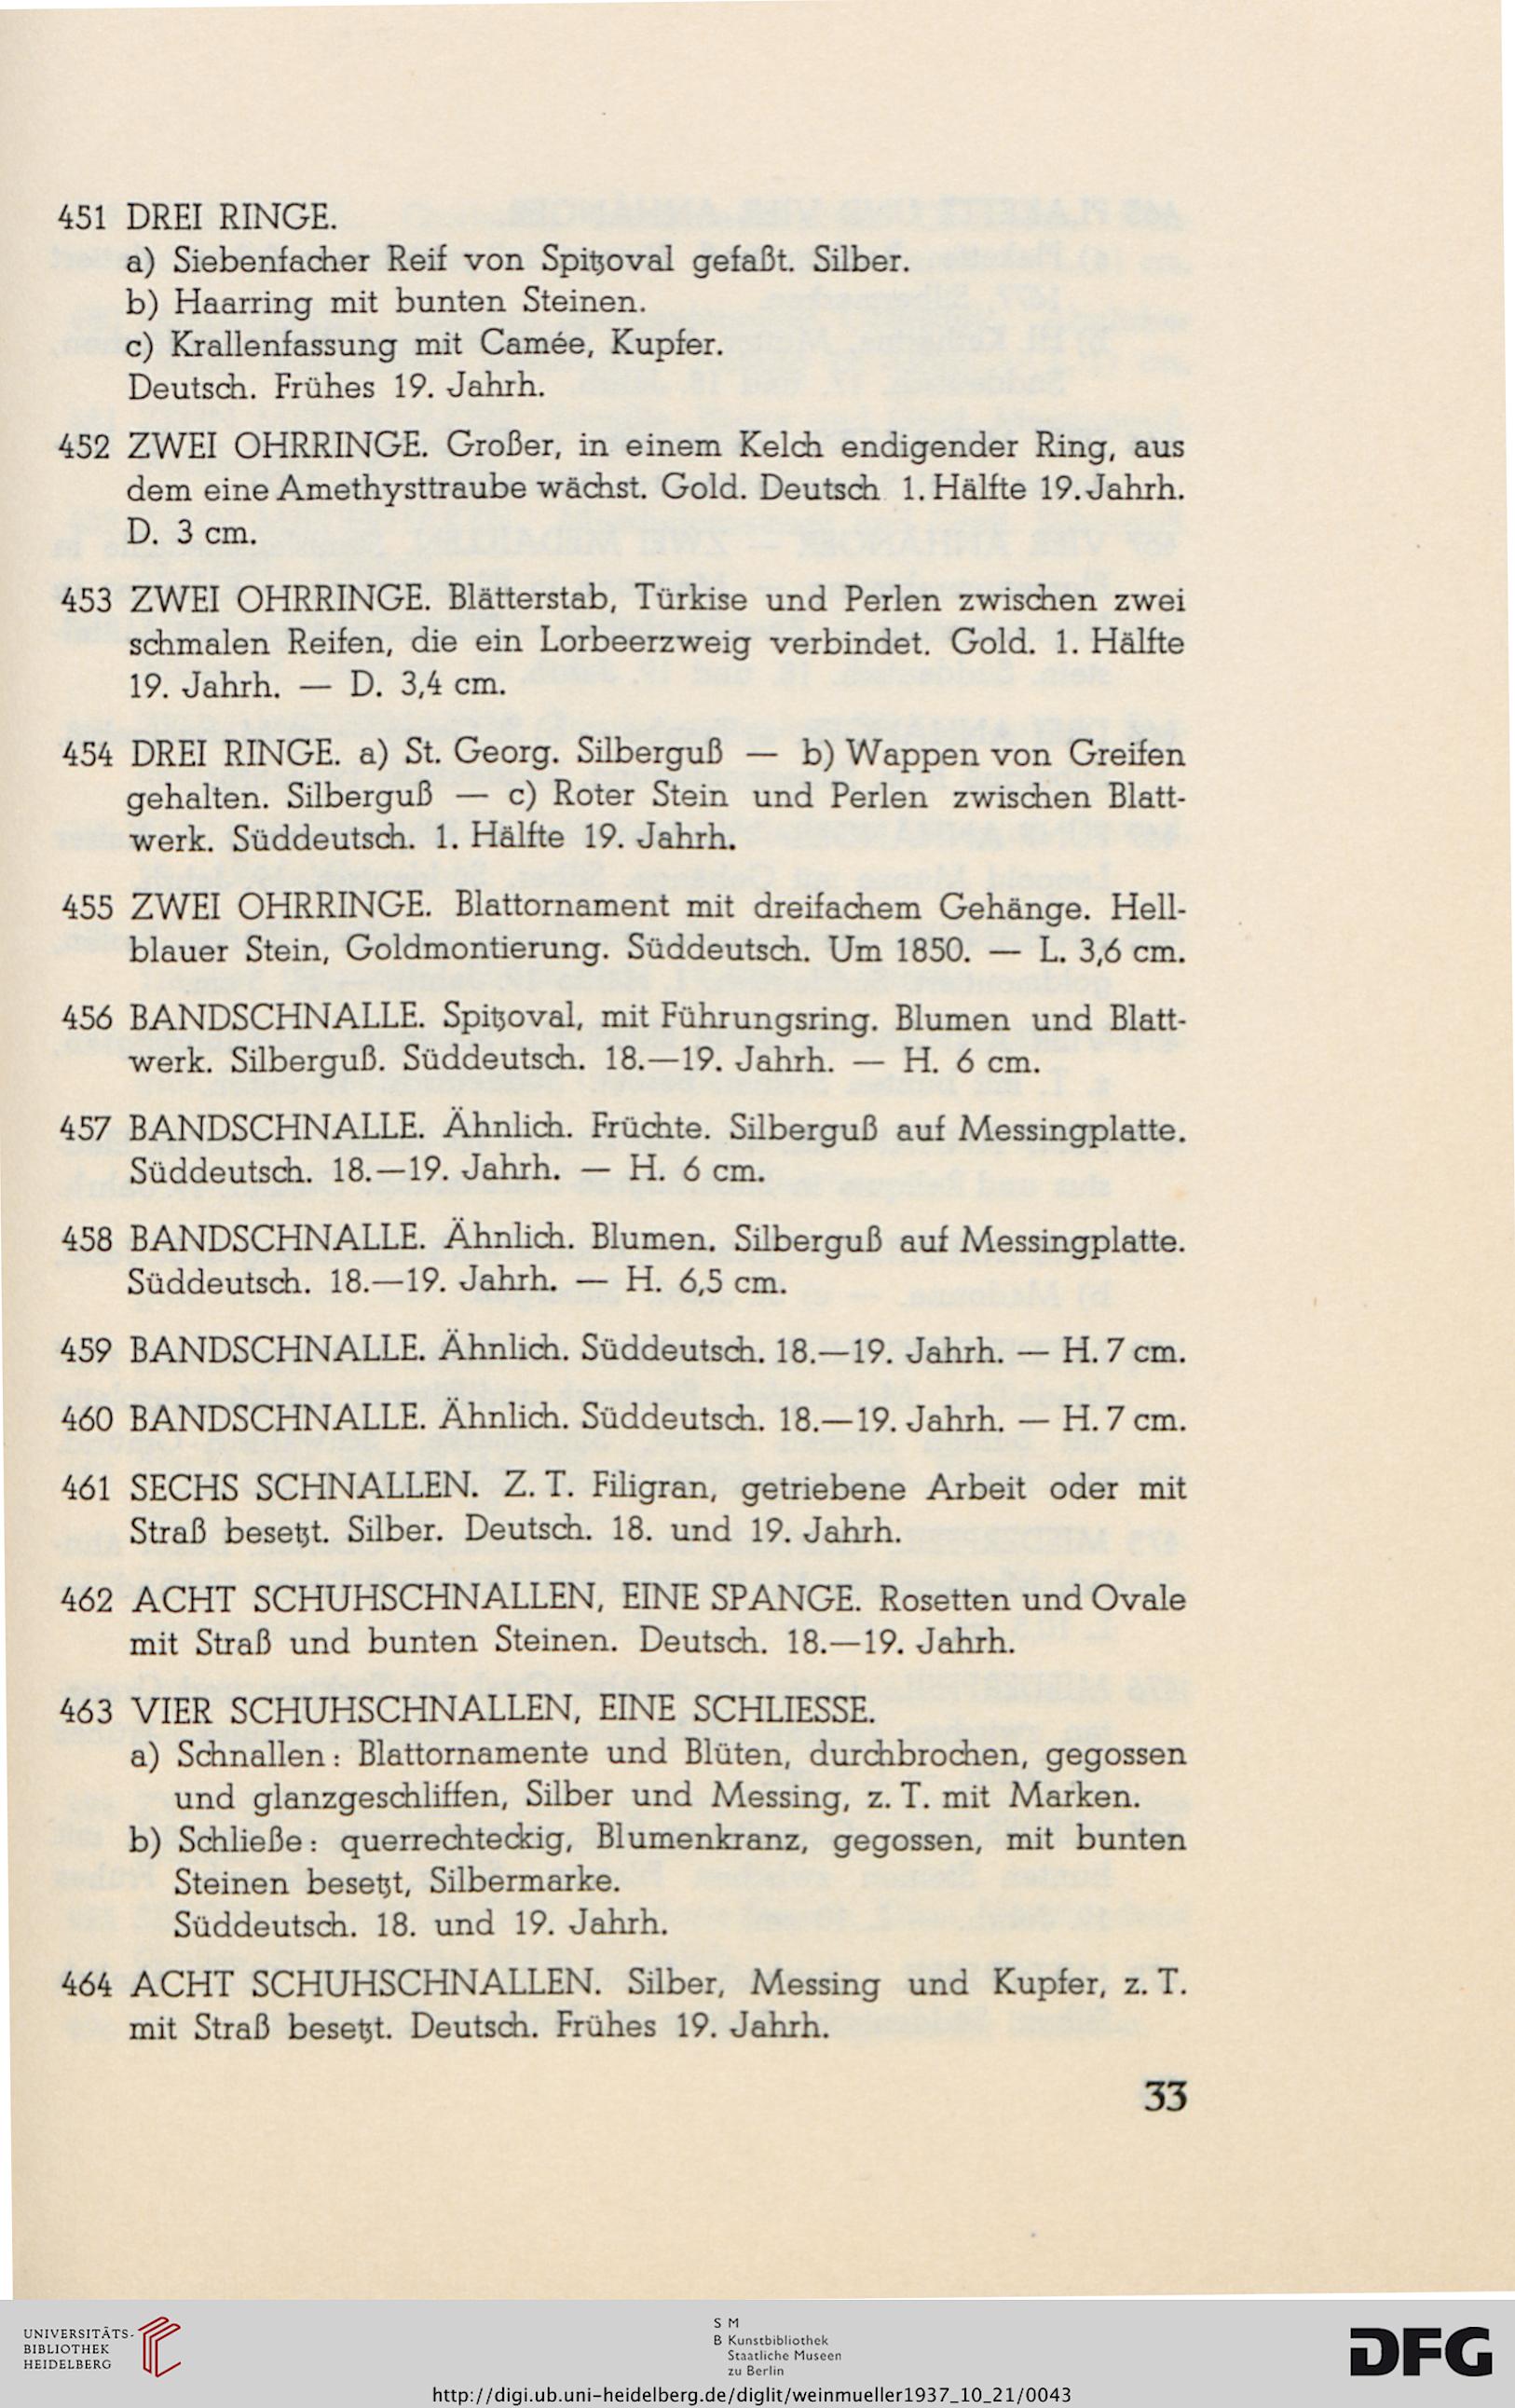 451 DREI RINGE.
a) Siebenfacher Reif von Spitzoval gefaßt. Silber.
b) Haarring mit bunten Steinen.
c) Krallenfassung mit Camée, Kupfer.
Deutsch. Frühes 19. Jahrh.
452 ZWEI OHRRINGE. Großer, in einem Kelch endigender Ring, aus
dem eine Amethysttraube wächst. Gold. Deutsch 1. Hälfte 19. Jahrh.
D. 3 cm.
453 ZWEI OHRRINGE. Blätterstab, Türkise und Perlen zwischen zwei
schmalen Reifen, die ein Lorbeerzweig verbindet. Gold. 1. Hälfte
19. Jahrh. — D. 3,4 cm.
454 DREI RINGE. a) St. Georg. Silberguß — b) Wappen von Greifen
gehalten. Silberguß — c) Roter Stein und Perlen zwischen Blatt-
werk. Süddeutsch. 1. Hälfte 19. Jahrh.
455 ZWEI OHRRINGE. Blattornament mit dreifachem Gehänge. Hell-
blauer Stein, Goldmontierung. Süddeutsch. Um 1850. — L. 3,6 cm.
456 BANDSCHNALLE. Spitzoval, mit Führungsring. Blumen und Blatt-
werk. Silberguß. Süddeutsch. 18.—19. Jahrh. — H. 6 cm.
457 BANDSCHNALLE. Ähnlich. Früchte. Silberguß auf Messingplatte.
Süddeutsch. 18.—19. Jahrh. — H. 6 cm.
458 BANDSCHNALLE. Ähnlich. Blumen. Silberguß auf Messingplatte.
Süddeutsch. 18.—19. Jahrh. — H. 6,5 cm.
459 BANDSCHNALLE. Ähnlich. Süddeutsch. 18.—19. Jahrh. — H. 7 cm.
460 BANDSCHNALLE. Ähnlich. Süddeutsch. 18.—19. Jahrh. — H. 7 cm.
461 SECHS SCHNALLEN. Z. T. Filigran, getriebene Arbeit oder mit
Straß besetzt. Silber. Deutsch. 18. und 19. Jahrh.
462 ACHT SCHUHSCHNALLEN, EINE SPANGE. Rosetten und Ovale
mit Straß und bunten Steinen. Deutsch. 18.—19. Jahrh.
463 VIER SCHUHSCHNALLEN, EINE SCHLIESSE.
a) Schnallen: Blattornamente und Blüten, durchbrochen, gegossen
und glanzgeschliffen, Silber und Messing, z. T. mit Marken.
b) Schließe: querrechteckig, Blumenkranz, gegossen, mit bunten
Steinen besetzt, Silbermarke.
Süddeutsch. 18. und 19. Jahrh.
464 ACHT SCHUHSCHNALLEN. Silber, Messing und Kupfer, z. T.
mit Straß besetzt. Deutsch. Frühes 19. Jahrh.
33
UNIVERSITÄTS-
BIBLIOTHEK
HEIDELBERG
S M
B Kunstbibliothek
Staatliche Museen
zu Berlin
DFG
http://digi.ub.uni-heidelberg.de/diglit/weinmueller1937_10_21/0043